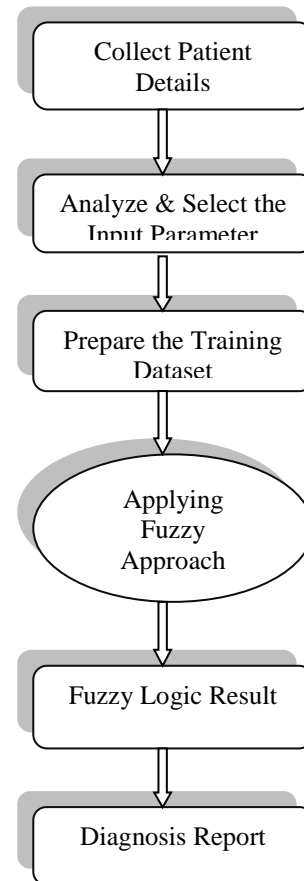 Collect Patient
Details
Analyze & Select the
Input Parameter
Prepare the Training
Dataset
Applying
Fuzzy
Approach
Fuzzy Logic Result
Diagnosis Report